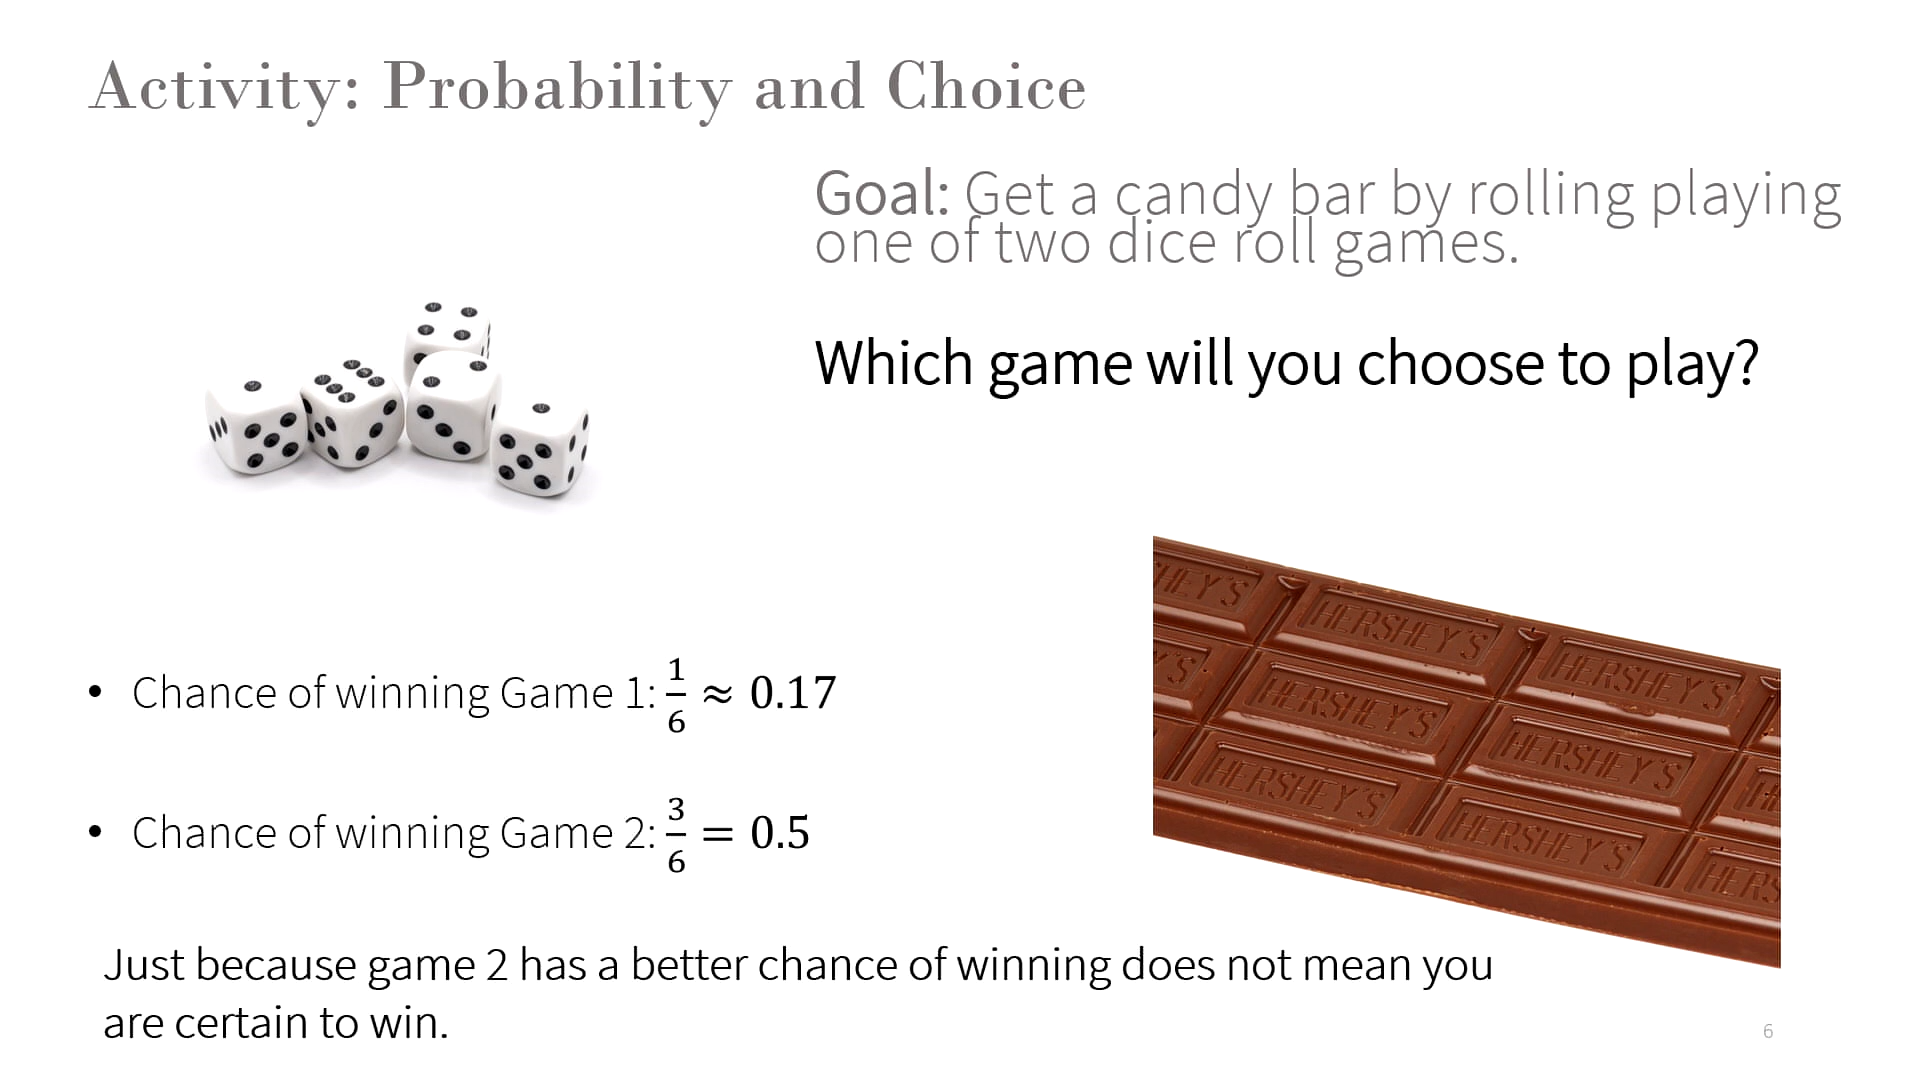 Activity: Probability and Choice
Goal: Get a candy bar by rolling playing
one of two dice roll games.
Which game will you choose to play?
• Chance of winning Game 1: 1/6 ≈ 0.17
• Chance of winning Game 2: 3/6 = 0.5
HEY'S
HERSHEY'S
HERSHEY'S
Y'S
HERSHEY'S
HERSHEY'S
H
HERSHEY'S
HERSHEY'S
HERS
Just because game 2 has a better chance of winning does not mean you
are certain to win.
6